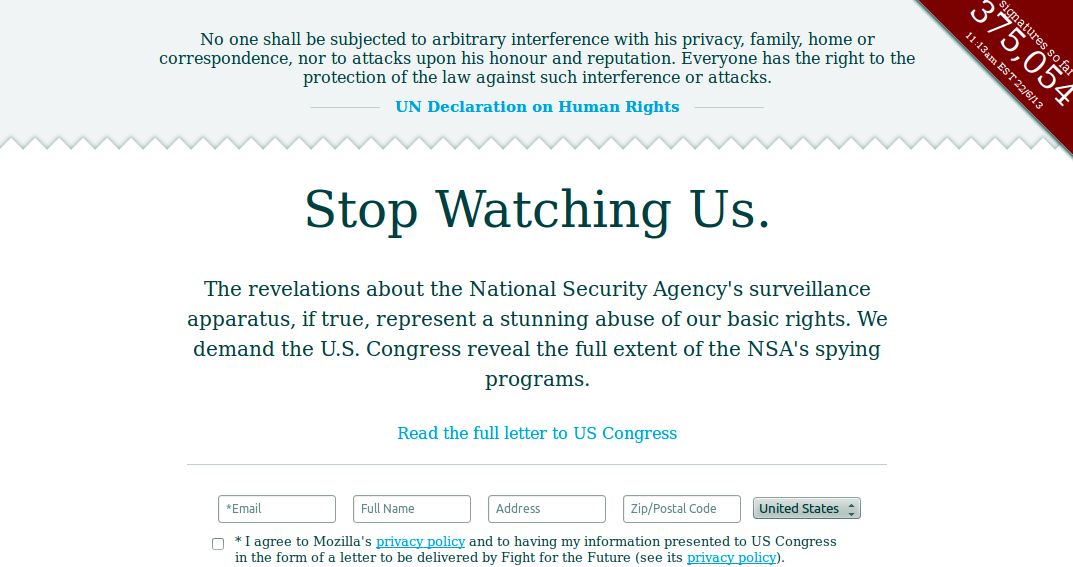 No one shall be subjected to arbitrary interference with his privacy, family, home or
correspondence, nor to attacks upon his honour and reputation. Everyone has the right to the
protection of the law against such interference or attacks.
UN Declaration on Human Rights
signatures so far
375,054
11:13am EST 22/6/13
Stop Watching Us.
The revelations about the National Security Agency's surveillance
apparatus, if true, represent a stunning abuse of our basic rights. We
demand the U.S. Congress reveal the full extent of the NSA's spying
programs.
Read the full letter to US Congress
*Email Full Name Address Zip/Postal Code United States
* I agree to Mozilla's privacy policy and to having my information presented to US Congress
in the form of a letter to be delivered by Fight for the Future (see its privacy policy).